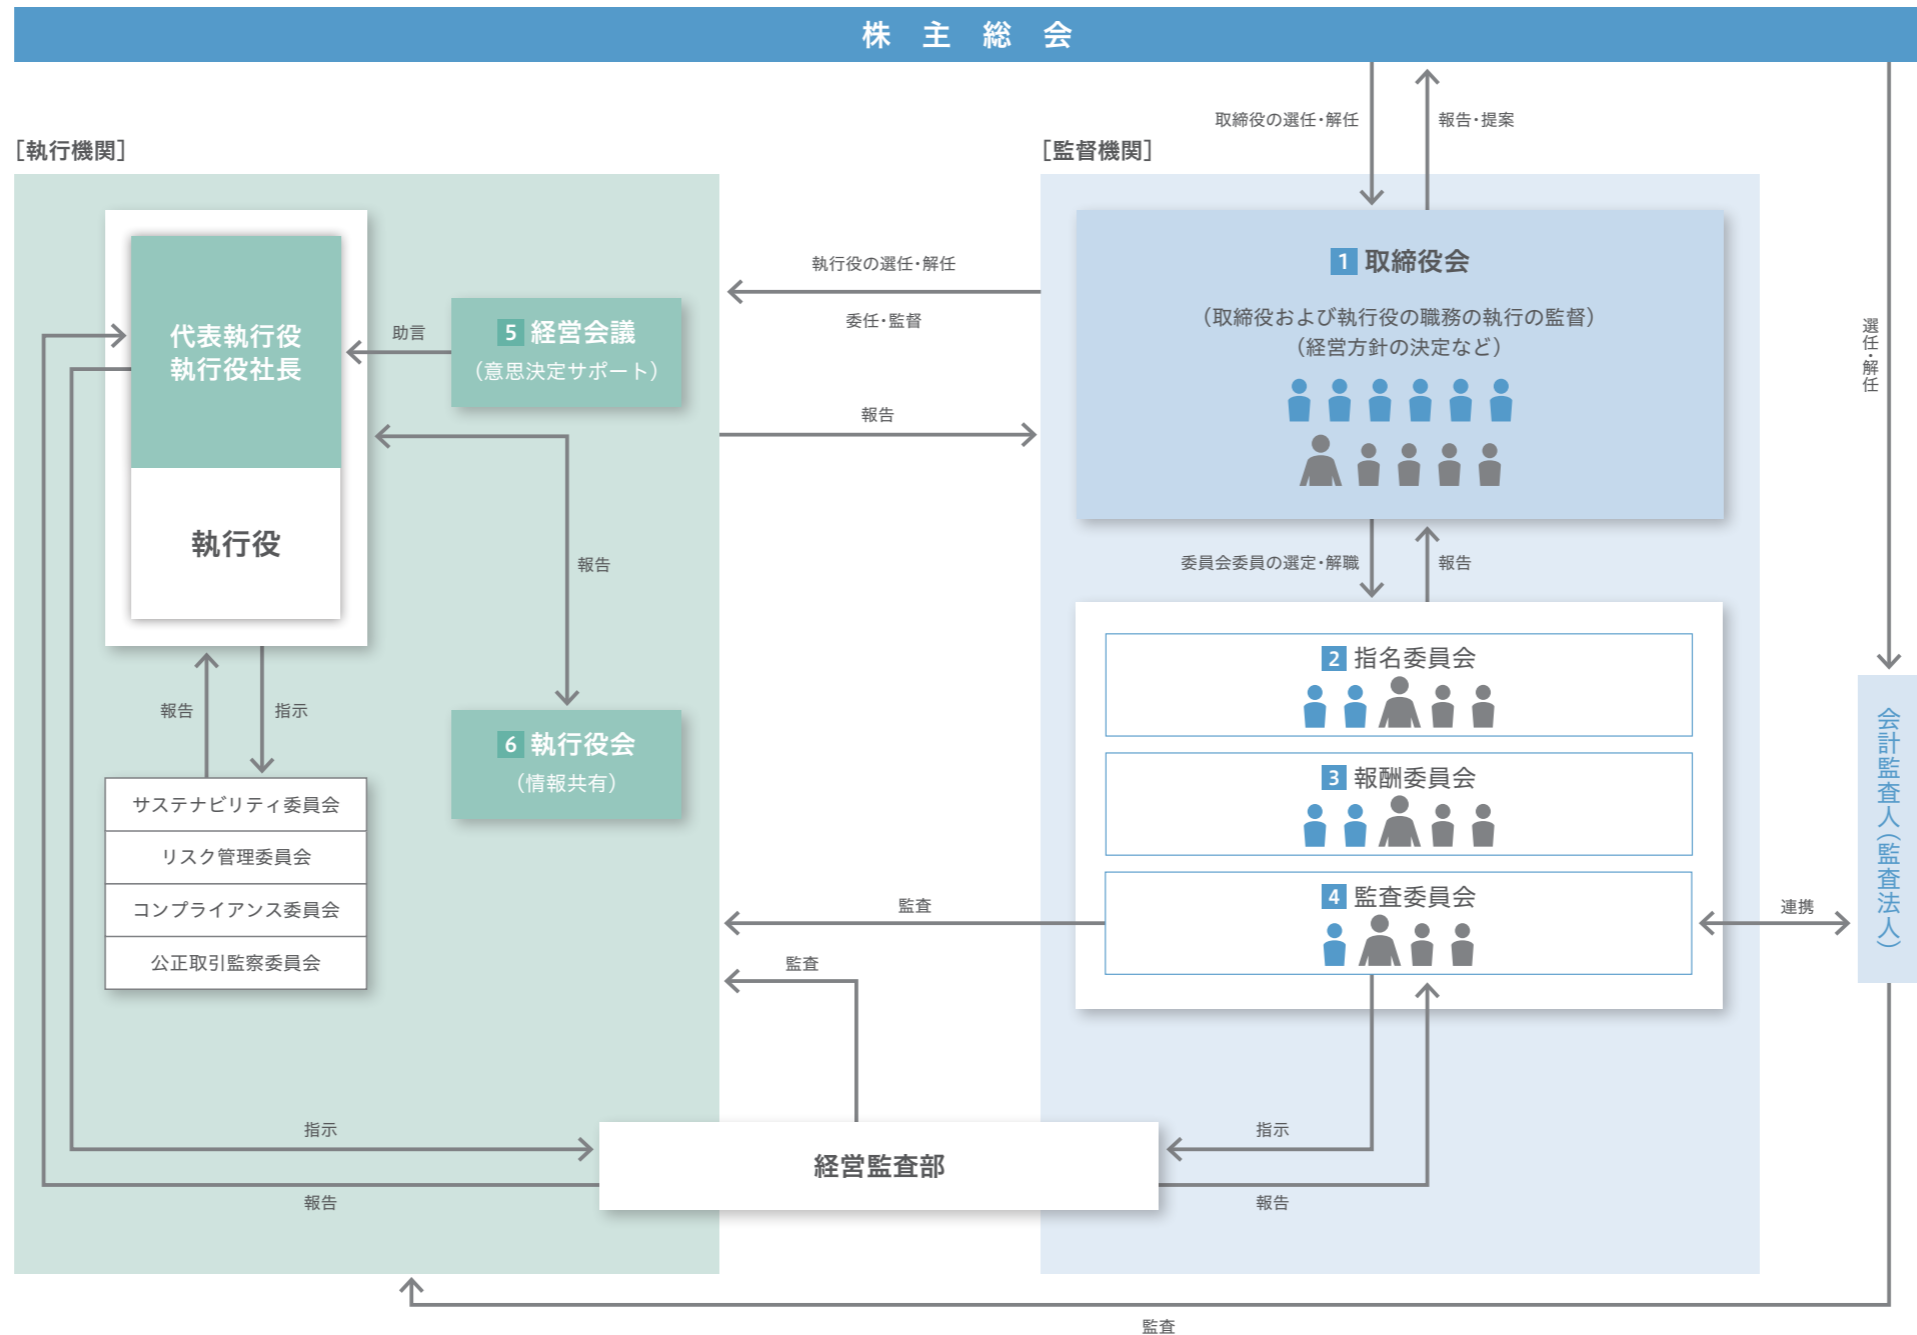 株主総会
取締役の選任・解任
報告・提案
［執行機関］
［監督機関］
1 取締役会
（取締役および執行役の職務の執行の監督）
（経営方針の決定など）
執行役の選任・解任
委任・監督
報告
代表執行役
執行役社長
執行役
助言
5 経営会議
（意思決定サポート）
報告
6 執行役会
（情報共有）
報告
指示
サステナビリティ委員会
リスク管理委員会
コンプライアンス委員会
公正取引監察委員会
委員会委員の選定・解職
報告
2 指名委員会
3 報酬委員会
4 監査委員会
選任・解任
会計監査人（監査法人）
連携
監査
監査
指示
報告
経営監査部
指示
報告
監査